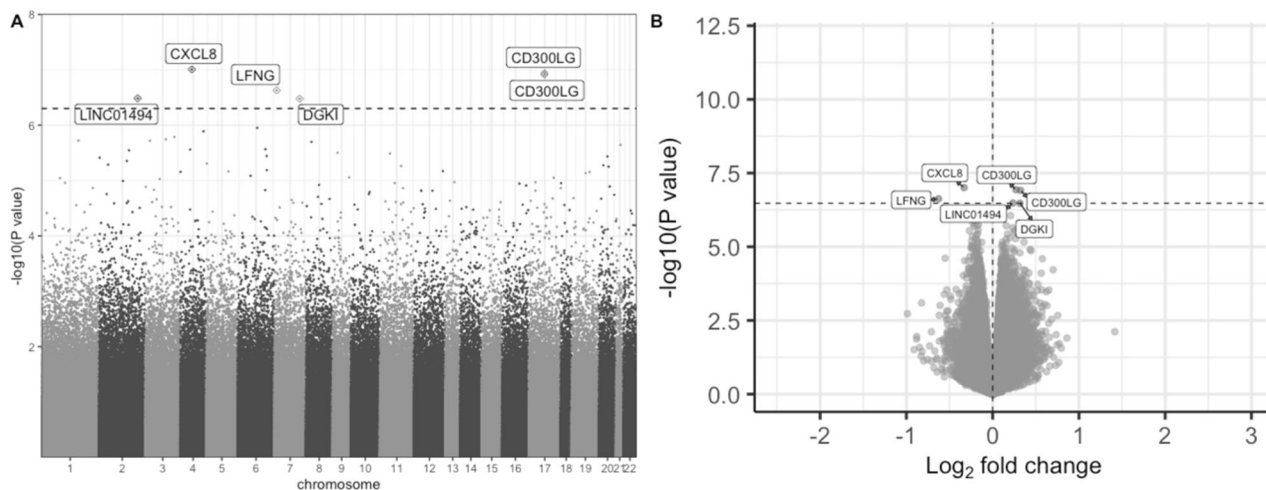 A
8
6
4
2
-log10(P value)
CXCL8
LFNG
CD300LG
CD300LG
LINC01494
DGKI
1 2 3 4 5 6 7 8 9 10 11 12 13 14 15 16 17 18 19 20 21 22
chromosome
B
12.5
10.0
7.5
5.0
2.5
0.0
-log10(P value)
CXCL8
CD300LG
LFNG
CD300LG
LINC01494
DGKI
-2 -1 0 1 2 3
Log2 fold change